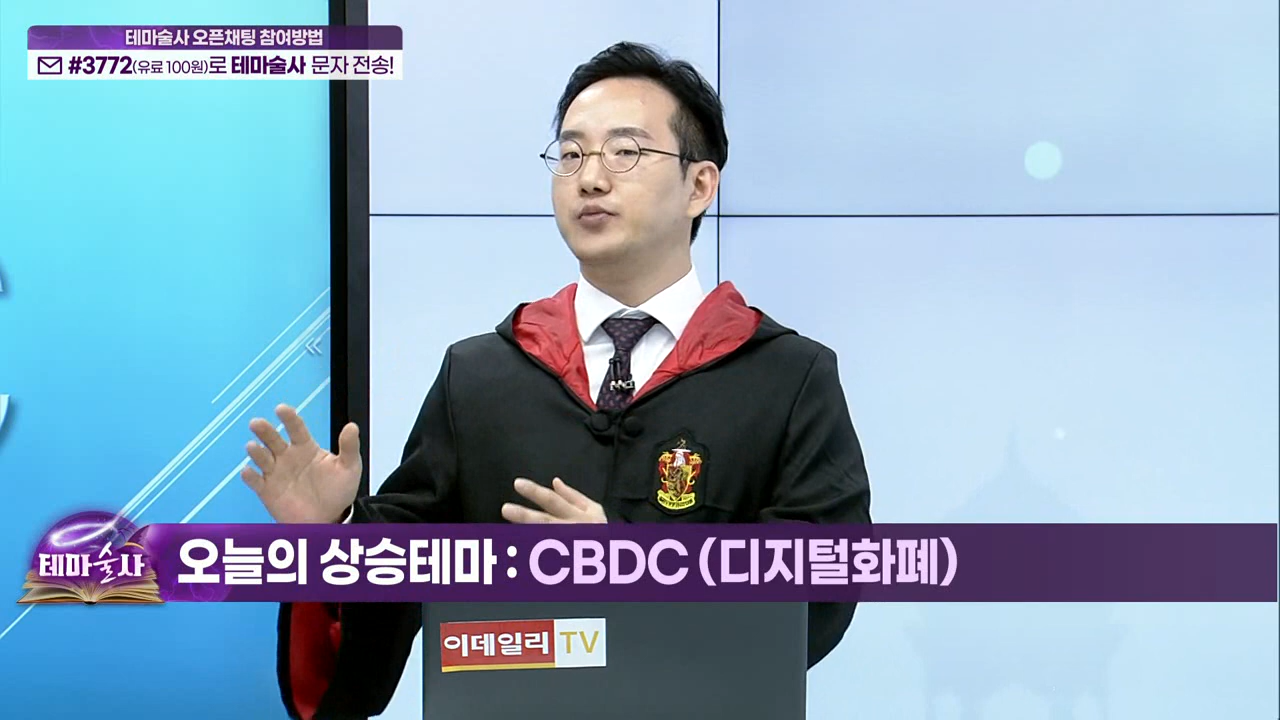 테마술사 오픈채팅 참여방법
#3772(유료 100원)로 테마술사 문자 전송!
테마술사
오늘의 상승테마 : CBDC (디지털화폐)
이데일리 TV